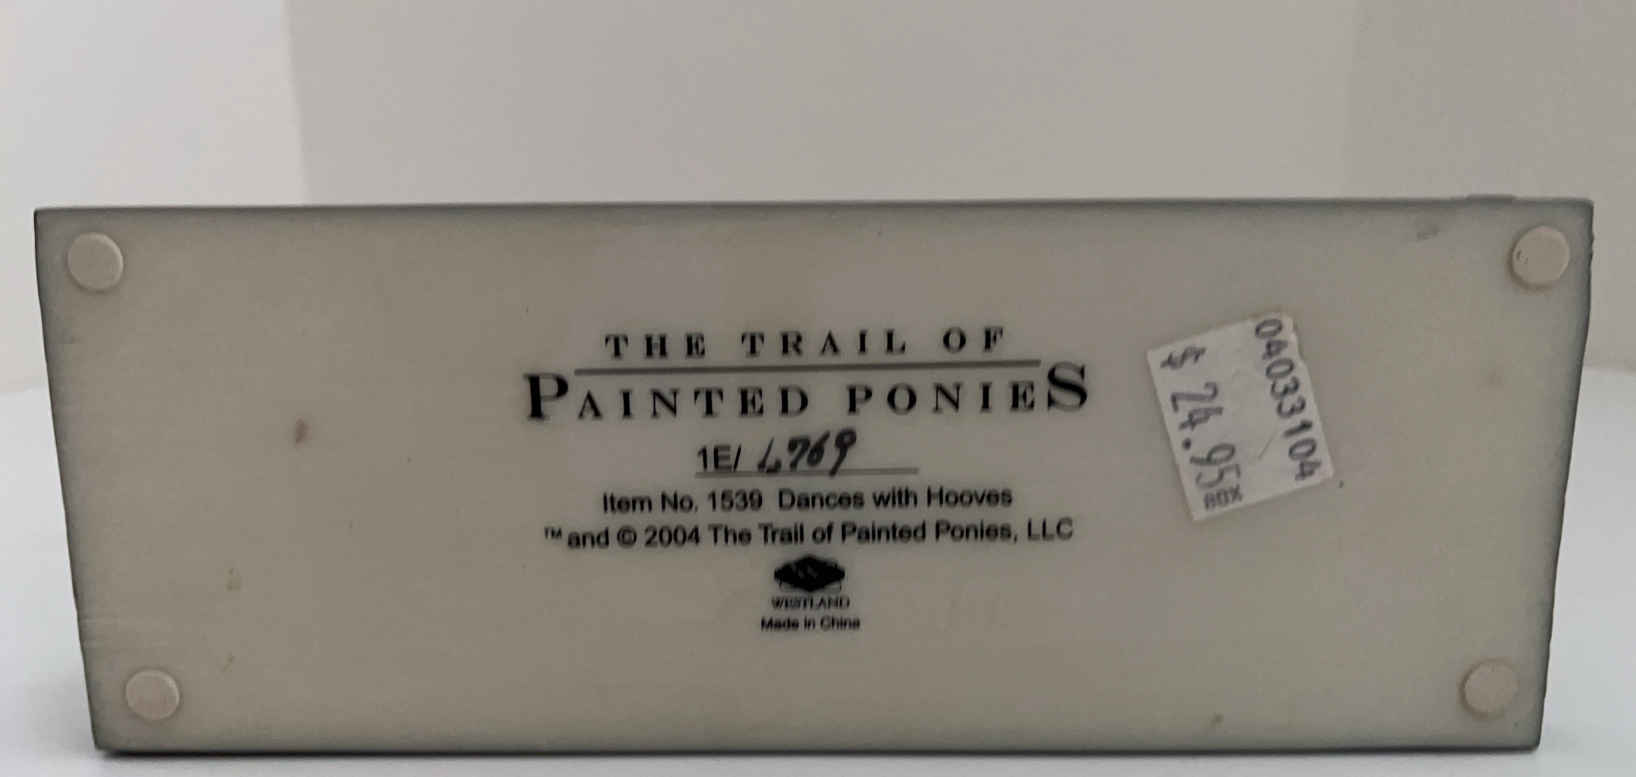 THE TRAIL OF
PAINTED PONIES
1E/ 6769
Item No. 1539 Dances with Hooves
™ and © 2004 The Trail of Painted Ponies, LLC
WESTLAND
Made in China
04033104
$ 24.95
BOX